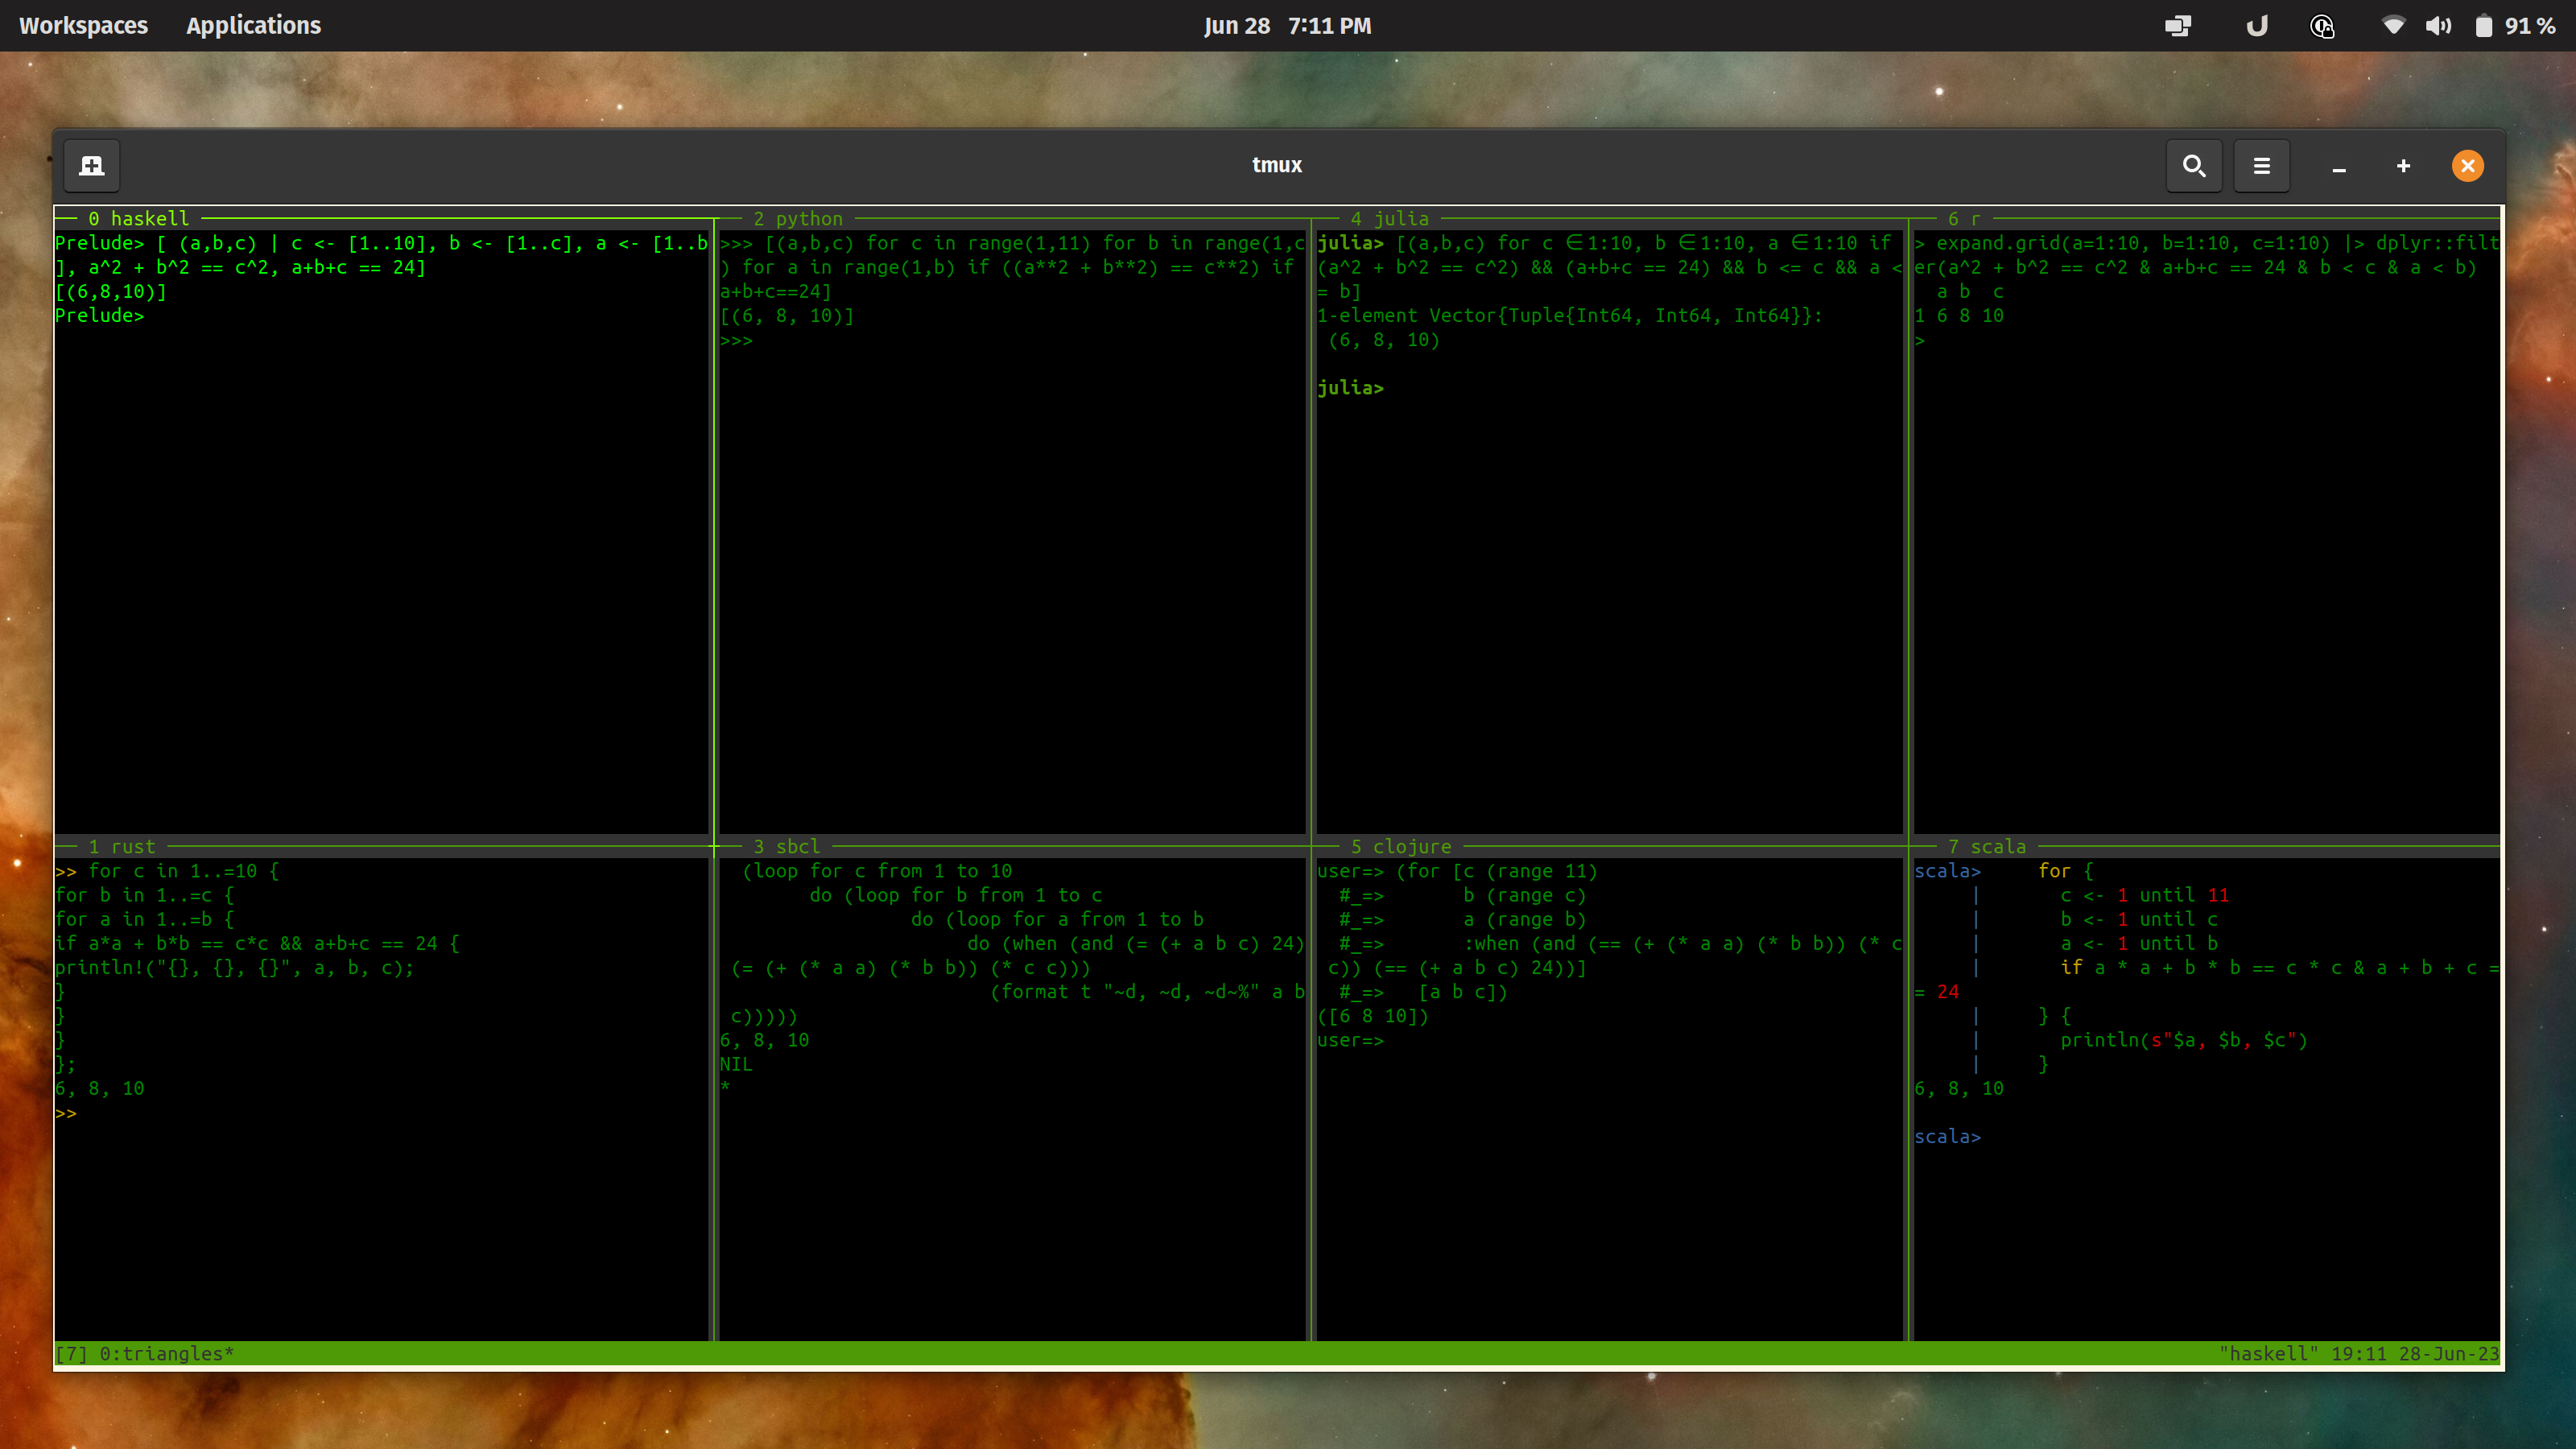 Workspaces Applications Jun 28 7:11 PM 91 %
tmux
0 haskell
Prelude> [ (a,b,c) | c <- [1..10], b <- [1..c], a <- [1..b
], a^2 + b^2 == c^2, a+b+c == 24]
[(6,8,10)]
Prelude>
2 python
>>> [(a,b,c) for c in range(1,11) for b in range(1,c
) for a in range(1,b) if ((a**2 + b**2) == c**2) if
a+b+c==24]
[(6, 8, 10)]
>>>
4 julia
julia> [(a,b,c) for c ∈ 1:10, b ∈ 1:10, a ∈ 1:10 if
(a^2 + b^2 == c^2) && (a+b+c == 24) && b <= c && a <
= b]
1-element Vector{Tuple{Int64, Int64, Int64}}:
 (6, 8, 10)
julia>
6 r
> expand.grid(a=1:10, b=1:10, c=1:10) |> dplyr::filt
er(a^2 + b^2 == c^2 & a+b+c == 24 & b < c & a < b)
  a b  c
1 6 8 10
>
1 rust
>> for c in 1..=10 {
for b in 1..=c {
for a in 1..=b {
if a*a + b*b == c*c && a+b+c == 24 {
println!("{}, {}, {}", a, b, c);
}
}
}
};
6, 8, 10
>>
3 sbcl
  (loop for c from 1 to 10
        do (loop for b from 1 to c
                 do (loop for a from 1 to b
                      do (when (and (= (+ a b c) 24)
 (= (+ (* a a) (* b b)) (* c c)))
                        (format t "~d, ~d, ~d~%" a b
 c)))))
6, 8, 10
NIL
*
5 clojure
user=> (for [c (range 11)
  #_=>       b (range c)
  #_=>       a (range b)
  #_=>       :when (and (== (+ (* a a) (* b b)) (* c
 c)) (== (+ a b c) 24))]
  #_=>   [a b c])
([6 8 10])
user=>
7 scala
scala>     for {
     |       c <- 1 until 11
     |       b <- 1 until c
     |       a <- 1 until b
     |       if a * a + b * b == c * c & a + b + c =
= 24
     |     } {
     |       println(s"$a, $b, $c")
     |     }
6, 8, 10
scala>
[7] 0:triangles* "haskell" 19:11 28-Jun-23